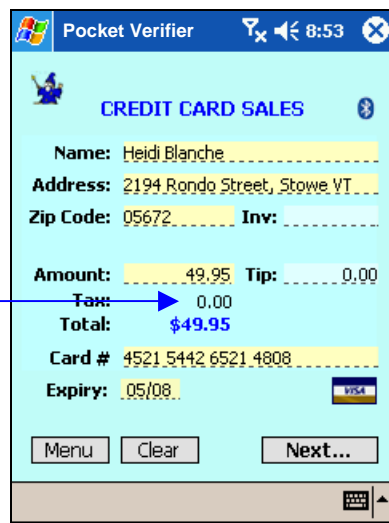 Pocket Verifier 8:53
CREDIT CARD SALES
Name: Heidi Blanche
Address: 2194 Rondo Street, Stowe VT
Zip Code: 05672 Inv:
Amount: 49.95 Tip: 0.00
Tax: 0.00
Total: $49.95
Card # 4521 5442 6521 4808
Expiry: 05/08 VISA
Menu Clear Next...